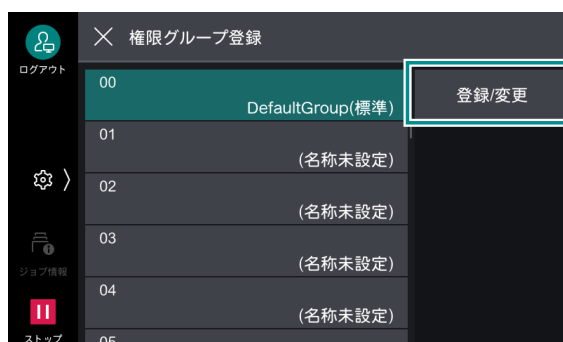 権限グループ登録
ログアウト
00
DefaultGroup(標準)
登録/変更
01
(名称未設定)
02
(名称未設定)
03
(名称未設定)
ジョブ情報
04
(名称未設定)
ストップ
05